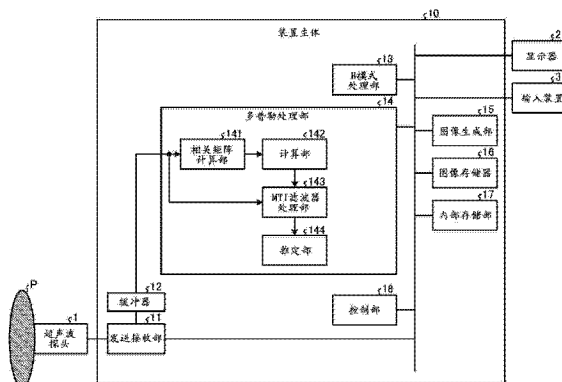 10
装置主体
2
显示器
3
输入装置
13
B模式
处理部
14
多普勒处理部
141
相关矩阵
计算部
142
计算部
143
MTI滤波器
处理部
144
推定部
15
图像生成部
16
图像存储器
17
内部存储部
18
控制部
12
缓冲器
11
发送接收部
P
1
超声波
探头